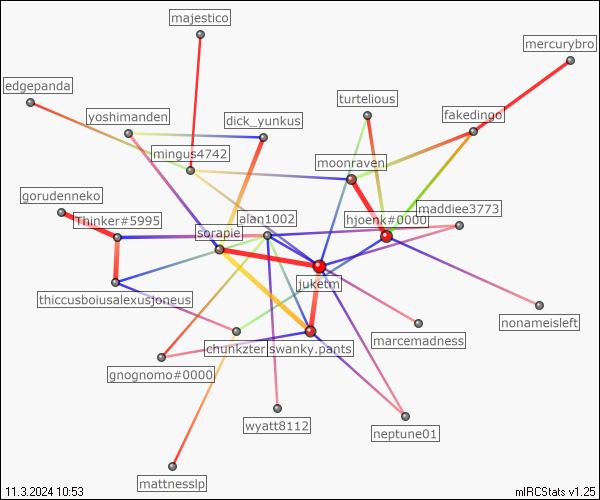 majestico
mercurybro
edgepanda
turtelious
yoshimanden
dick_yunkus
fakedingo
mingus4742
moonraven
gorudenneko
Thinker#5995
alan1002
hjoenk#0000
maddiee3773
sorapie
juketm
thiccusboiusalexusjoneus
nonameisleft
marcemadness
chunkzter
swanky.pants
gnognomo#0000
wyatt8112
neptune01
mattnesslp
11.3.2024 10:53
mIRCStats v1.25